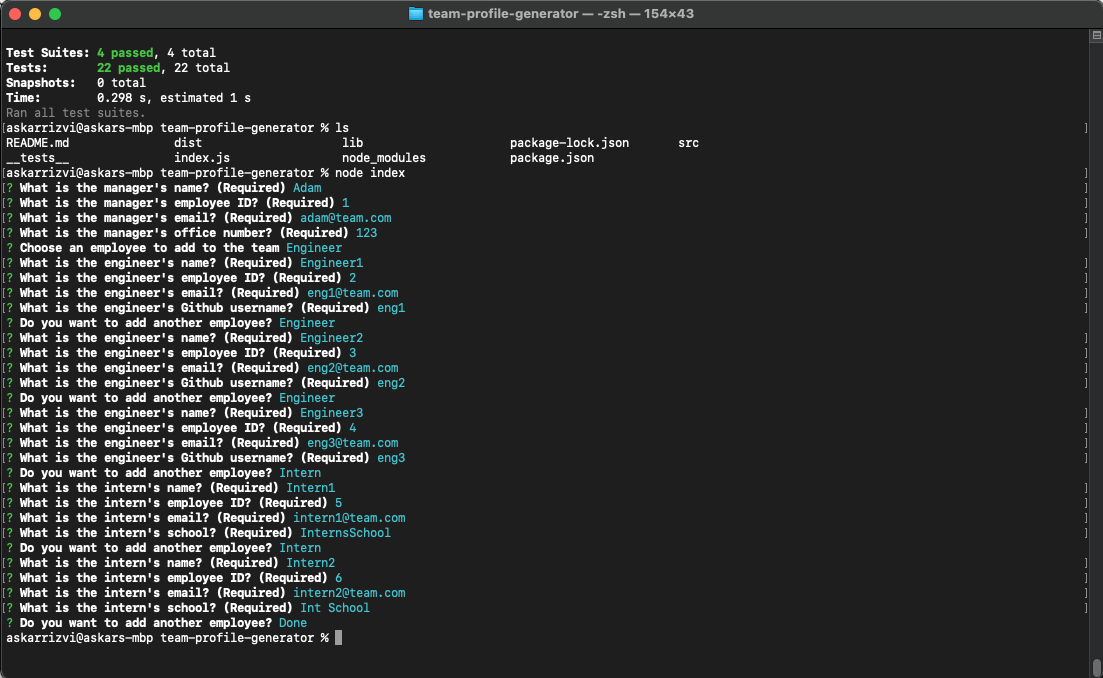 team-profile-generator — -zsh — 154×43
Test Suites: 4 passed, 4 total
Tests:       22 passed, 22 total
Snapshots:   0 total
Time:        0.298 s, estimated 1 s
Ran all test suites.
[askarrizvi@askars-mbp team-profile-generator % ls ]
README.md               dist                    lib                     package-lock.json       src
__tests__               index.js                node_modules            package.json
[askarrizvi@askars-mbp team-profile-generator % node index ]
[? What is the manager's name? (Required) Adam ]
[? What is the manager's employee ID? (Required) 1 ]
[? What is the manager's email? (Required) adam@team.com ]
[? What is the manager's office number? (Required) 123 ]
? Choose an employee to add to the team Engineer
[? What is the engineer's name? (Required) Engineer1 ]
[? What is the engineer's employee ID? (Required) 2 ]
[? What is the engineer's email? (Required) eng1@team.com ]
[? What is the engineer's Github username? (Required) eng1 ]
? Do you want to add another employee? Engineer
[? What is the engineer's name? (Required) Engineer2 ]
[? What is the engineer's employee ID? (Required) 3 ]
[? What is the engineer's email? (Required) eng2@team.com ]
[? What is the engineer's Github username? (Required) eng2 ]
? Do you want to add another employee? Engineer
[? What is the engineer's name? (Required) Engineer3 ]
[? What is the engineer's employee ID? (Required) 4 ]
[? What is the engineer's email? (Required) eng3@team.com ]
[? What is the engineer's Github username? (Required) eng3 ]
? Do you want to add another employee? Intern
[? What is the intern's name? (Required) Intern1 ]
[? What is the intern's employee ID? (Required) 5 ]
[? What is the intern's email? (Required) intern1@team.com ]
[? What is the intern's school? (Required) InternsSchool ]
? Do you want to add another employee? Intern
[? What is the intern's name? (Required) Intern2 ]
[? What is the intern's employee ID? (Required) 6 ]
[? What is the intern's email? (Required) intern2@team.com ]
[? What is the intern's school? (Required) Int School ]
? Do you want to add another employee? Done
askarrizvi@askars-mbp team-profile-generator %